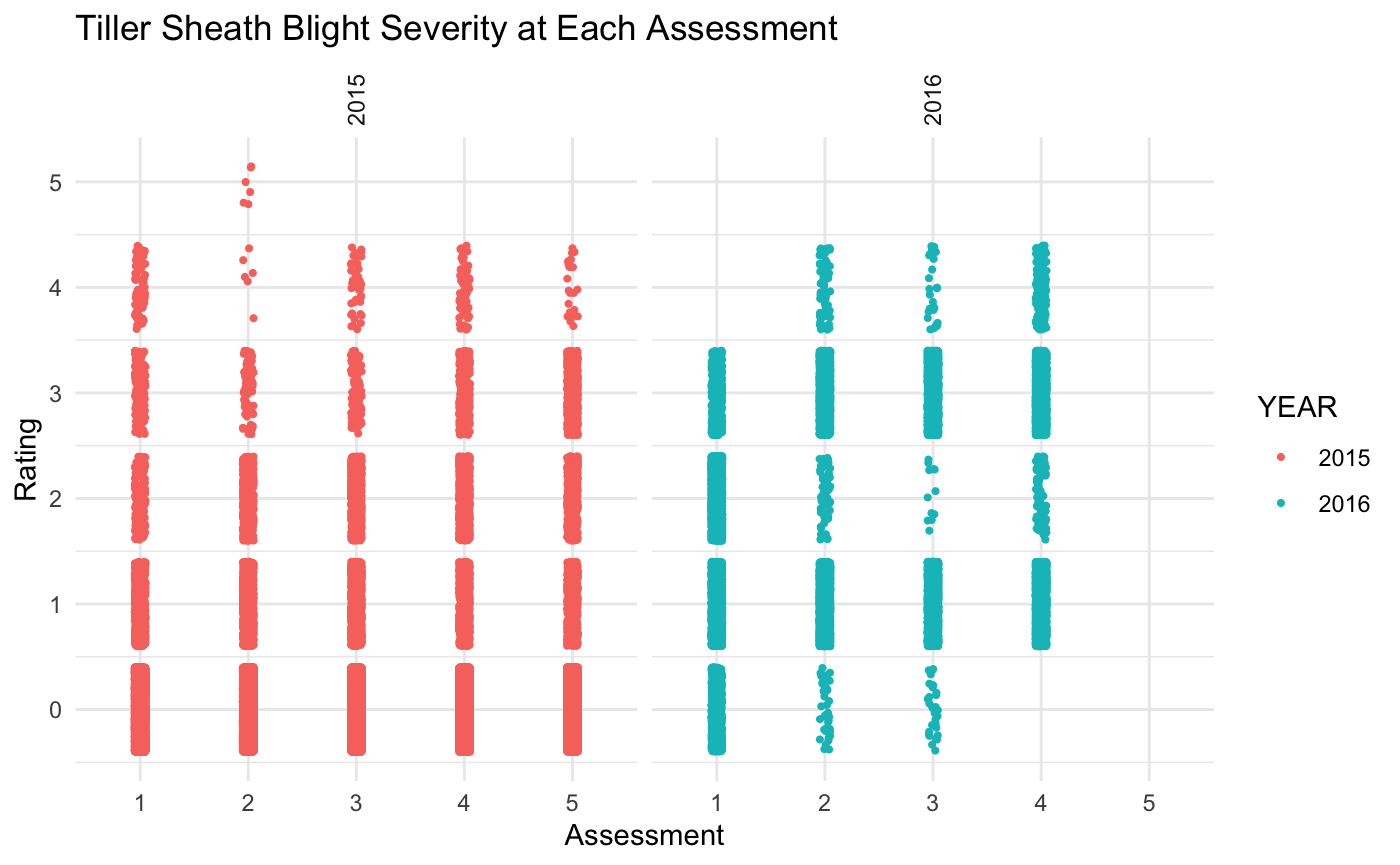 Tiller Sheath Blight Severity at Each Assessment
2015 2016
5
4
3
2
1
0
Rating
1 2 3 4 5 1 2 3 4 5
Assessment
YEAR
2015
2016